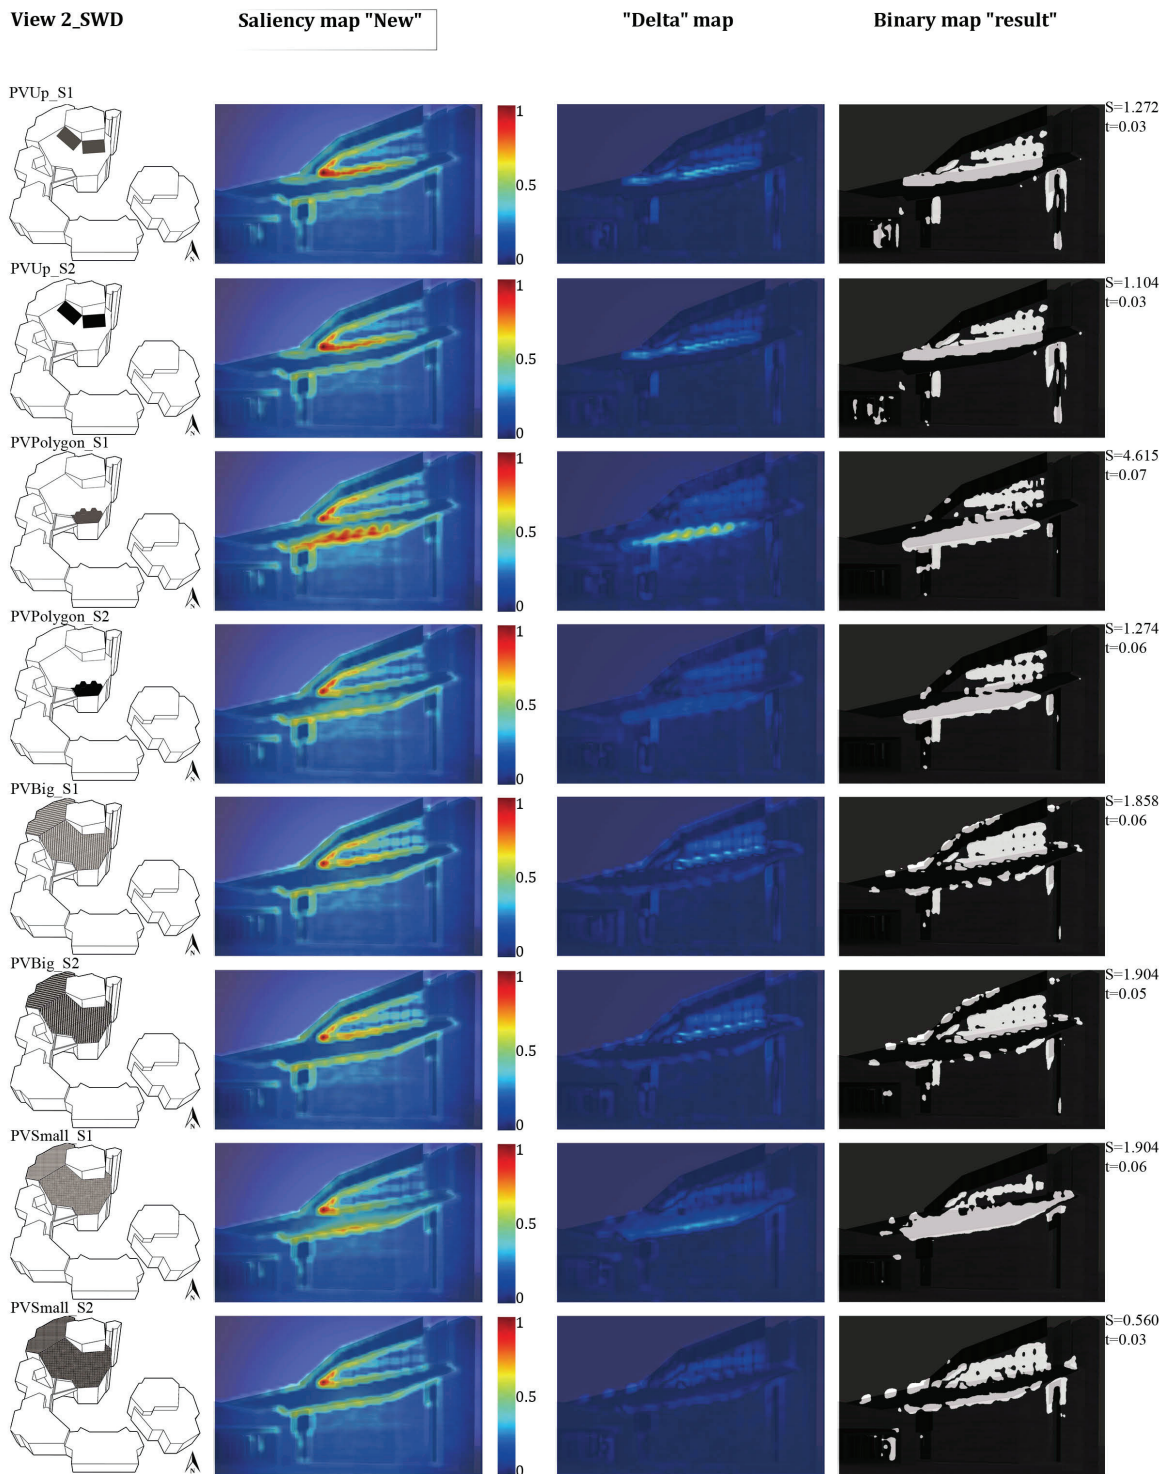 View 2_SWD Saliency map "New" "Delta" map Binary map "result"
PVUp_S1
1
0.5
0
S=1.272
t=0.03
N
PVUp_S2
1
0.5
0
S=1.104
t=0.03
N
PVPolygon_S1
1
0.5
0
S=4.615
t=0.07
N
PVPolygon_S2
1
0.5
0
S=1.274
t=0.06
N
PVBig_S1
1
0.5
0
S=1.858
t=0.06
N
PVBig_S2
1
0.5
0
S=1.904
t=0.05
N
PVSmall_S1
1
0.5
0
S=1.904
t=0.06
N
PVSmall_S2
1
0.5
0
S=0.560
t=0.03
N